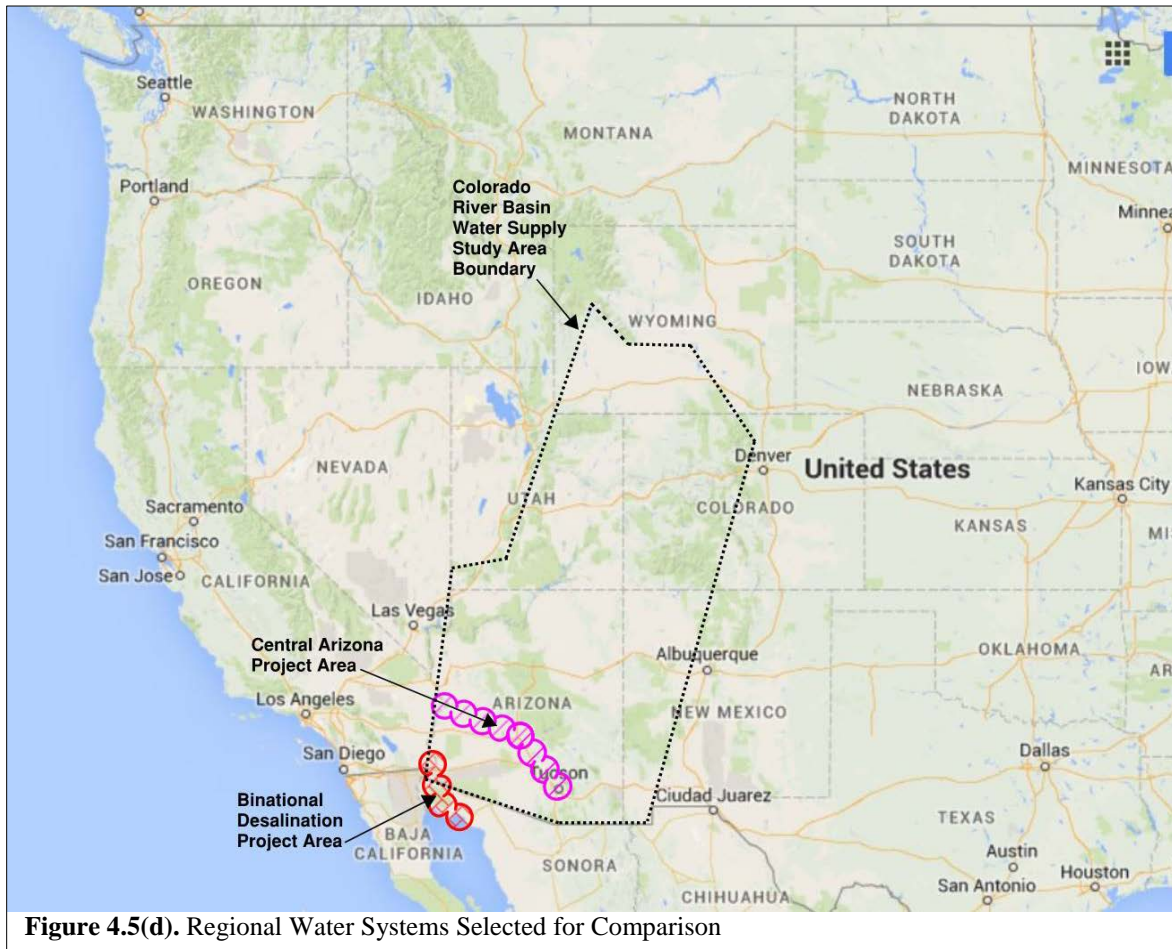 Seattle
WASHINGTON
MONTANA
NORTH
DAKOTA
MINNESOTA
Portland
Minnea
Colorado
River Basin
Water Supply
Study Area
Boundary
SOUTH
DAKOTA
OREGON
IDAHO
WYOMING
IOW
NEBRASKA
NEVADA
Denver
United States
UTAH
COLORADO
Kansas City
Sacramento
KANSAS
MIS
San Francisco
San Jose
CALIFORNIA
Las Vegas
Central Arizona
Project Area
Albuquerque
OKLAHOMA
AR
Los Angeles
ARIZONA
NEW MEXICO
San Diego
Dallas
Tucson
Binational
Desalination
Project Area
Ciudad Juarez
BAJA
CALIFORNIA
TEXAS
SONORA
Austin
Houston
San Antonio
CHIHUAHUA
Figure 4.5(d). Regional Water Systems Selected for Comparison